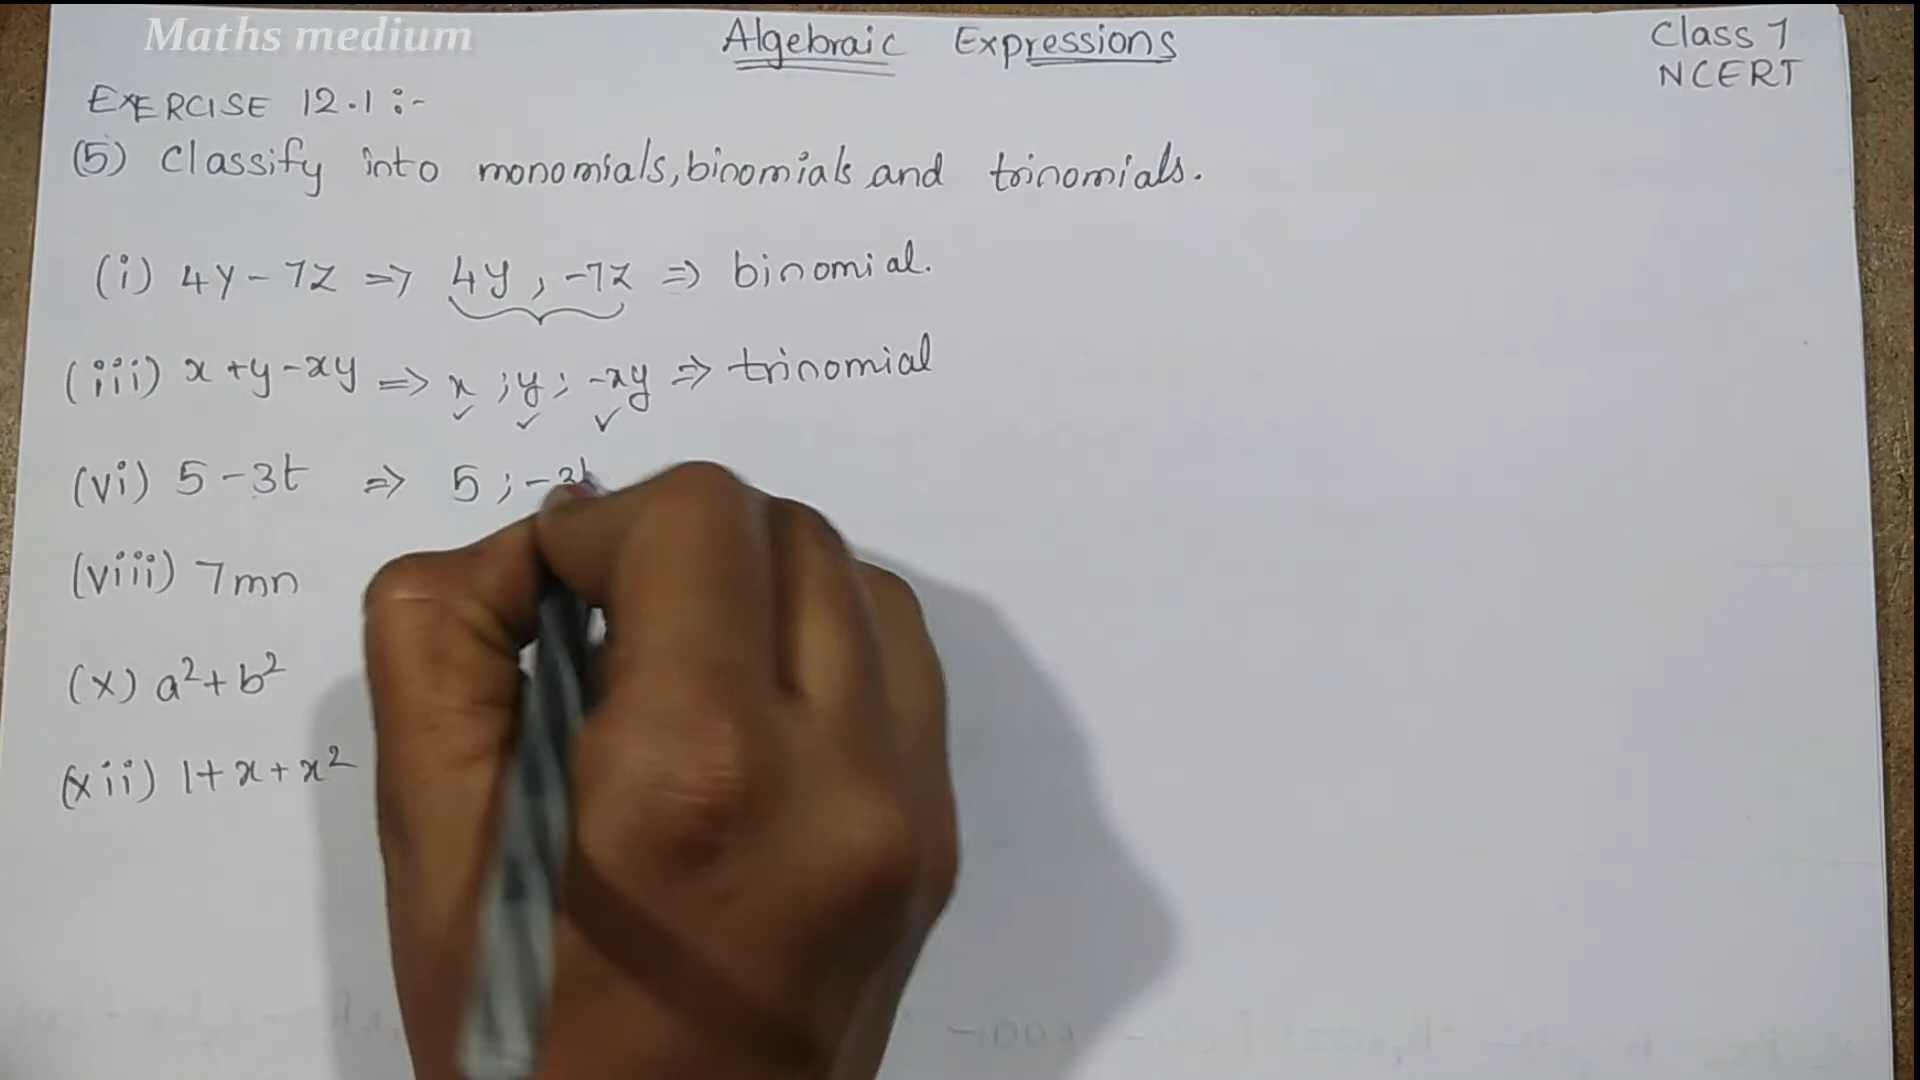 Maths medium
Algebraic Expressions
Class 7
NCERT
EXERCISE 12.1 :-
(5) Classify into monomials, binomials and trinomials.
(i) 4y - 7z => 4y, -7z => binomial.
(iii) x + y - xy => x ; y ; -xy => trinomial
(vi) 5 - 3t => 5 ; -3t
(viii) 7mn
(x) a² + b²
(xii) 1 + x + x²